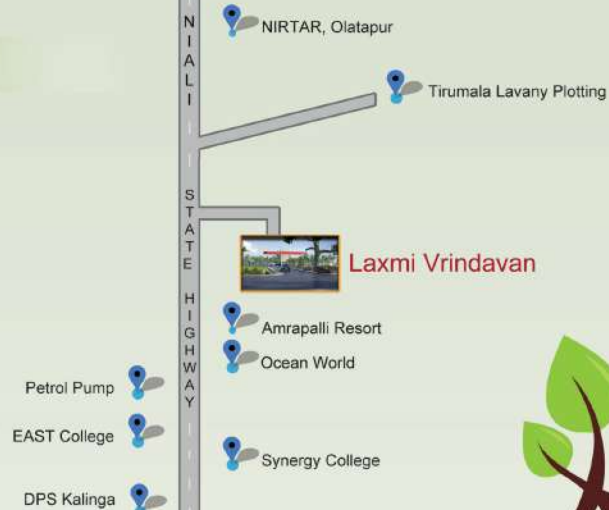 NIALI STATE HIGHWAY
NIRTAR, Olatapur
Tirumala Lavany Plotting
Laxmi Vrindavan
Amrapalli Resort
Ocean World
Petrol Pump
EAST College
Synergy College
DPS Kalinga